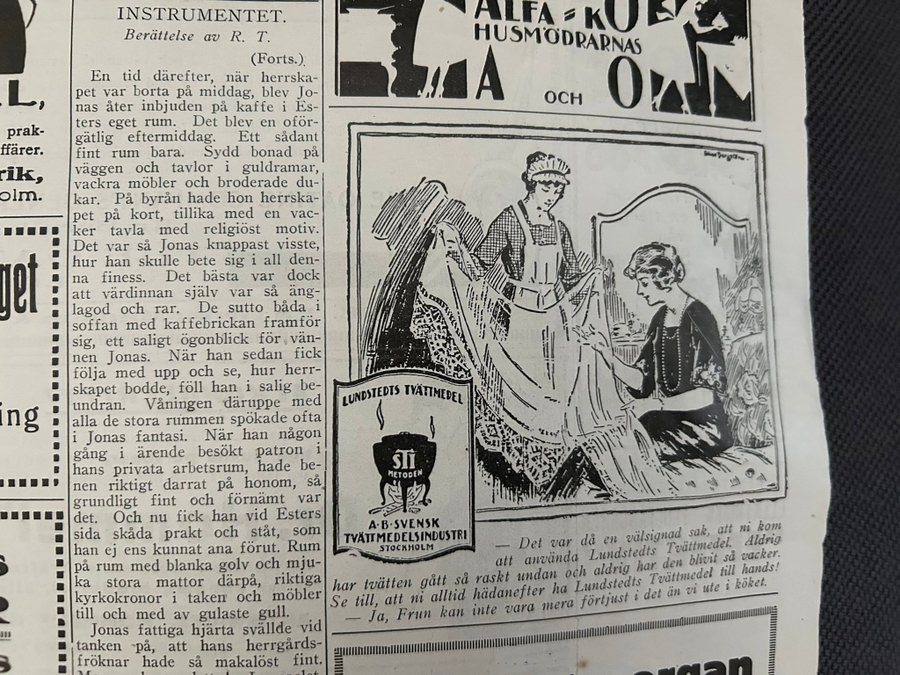 L,
prak-
ffärer.
rik,
olm.
get
ing
INSTRUMENTET.
Berättelse av R. T.
(Forts.)
En tid därefter, när herrska-
pet var borta på middag, blev Jo-
nas åter inbjuden på kaffe i Es-
ters eget rum. Det blev en oför-
gätlig eftermiddag. Ett sådant
fint rum bara. Sydd bonad på
väggen och tavlor i guldramar,
vackra möbler och broderade du-
kar. På byrån hade hon herrska-
pet på kort, tillika med en vac-
ker tavla med religiöst motiv.
Det var så Jonas knappast visste,
hur han skulle bete sig i all den-
na finess. Det bästa var dock
att värdinnan själv var så äng-
lagod och rar. De sutto båda i
soffan med kaffebrickan framför
sig, ett saligt ögonblick för vän-
nen Jonas. När han sedan fick
följa med upp och se, hur herr-
skapet bodde, föll han i salig be-
undran. Våningen däruppe med
alla de stora rummen spökade ofta
i Jonas fantasi. När han någon
gång i ärende besökt patron i
hans privata arbetsrum, hade be-
nen riktigt darrat på honom, så
grundligt fint och förnämt var
det. Och nu fick han vid Esters
sida skåda prakt och ståt, som
han ej ens kunnat ana förut. Rum
på rum med blanka golv och mju-
ka stora mattor därpå, riktiga
kyrkokronor i taken och möbler
till och med av gulaste gull.
Jonas fattiga hjärta svällde vid
tanken på, att hans herrgårds-
fröknar hade så makalöst fint.
ALFA=KO
HUSMÖDRARNAS
A OCH O
LUNDSTEDTS TVÄTTMEDEL
STI
METODEN
A·B·SVENSK
TVÄTTMEDELSINDUSTRI
STOCKHOLM
— Det var då en välsignad sak, att ni kom
att använda Lundstedts Tvättmedel. Aldrig
har tvätten gått så raskt undan och aldrig har den blivit så vacker.
Se till, att ni alltid hädanefter ha Lundstedts Tvättmedel till hands!
— Ja, Frun kan inte vara mera förtjust i det än vi ute i köket.